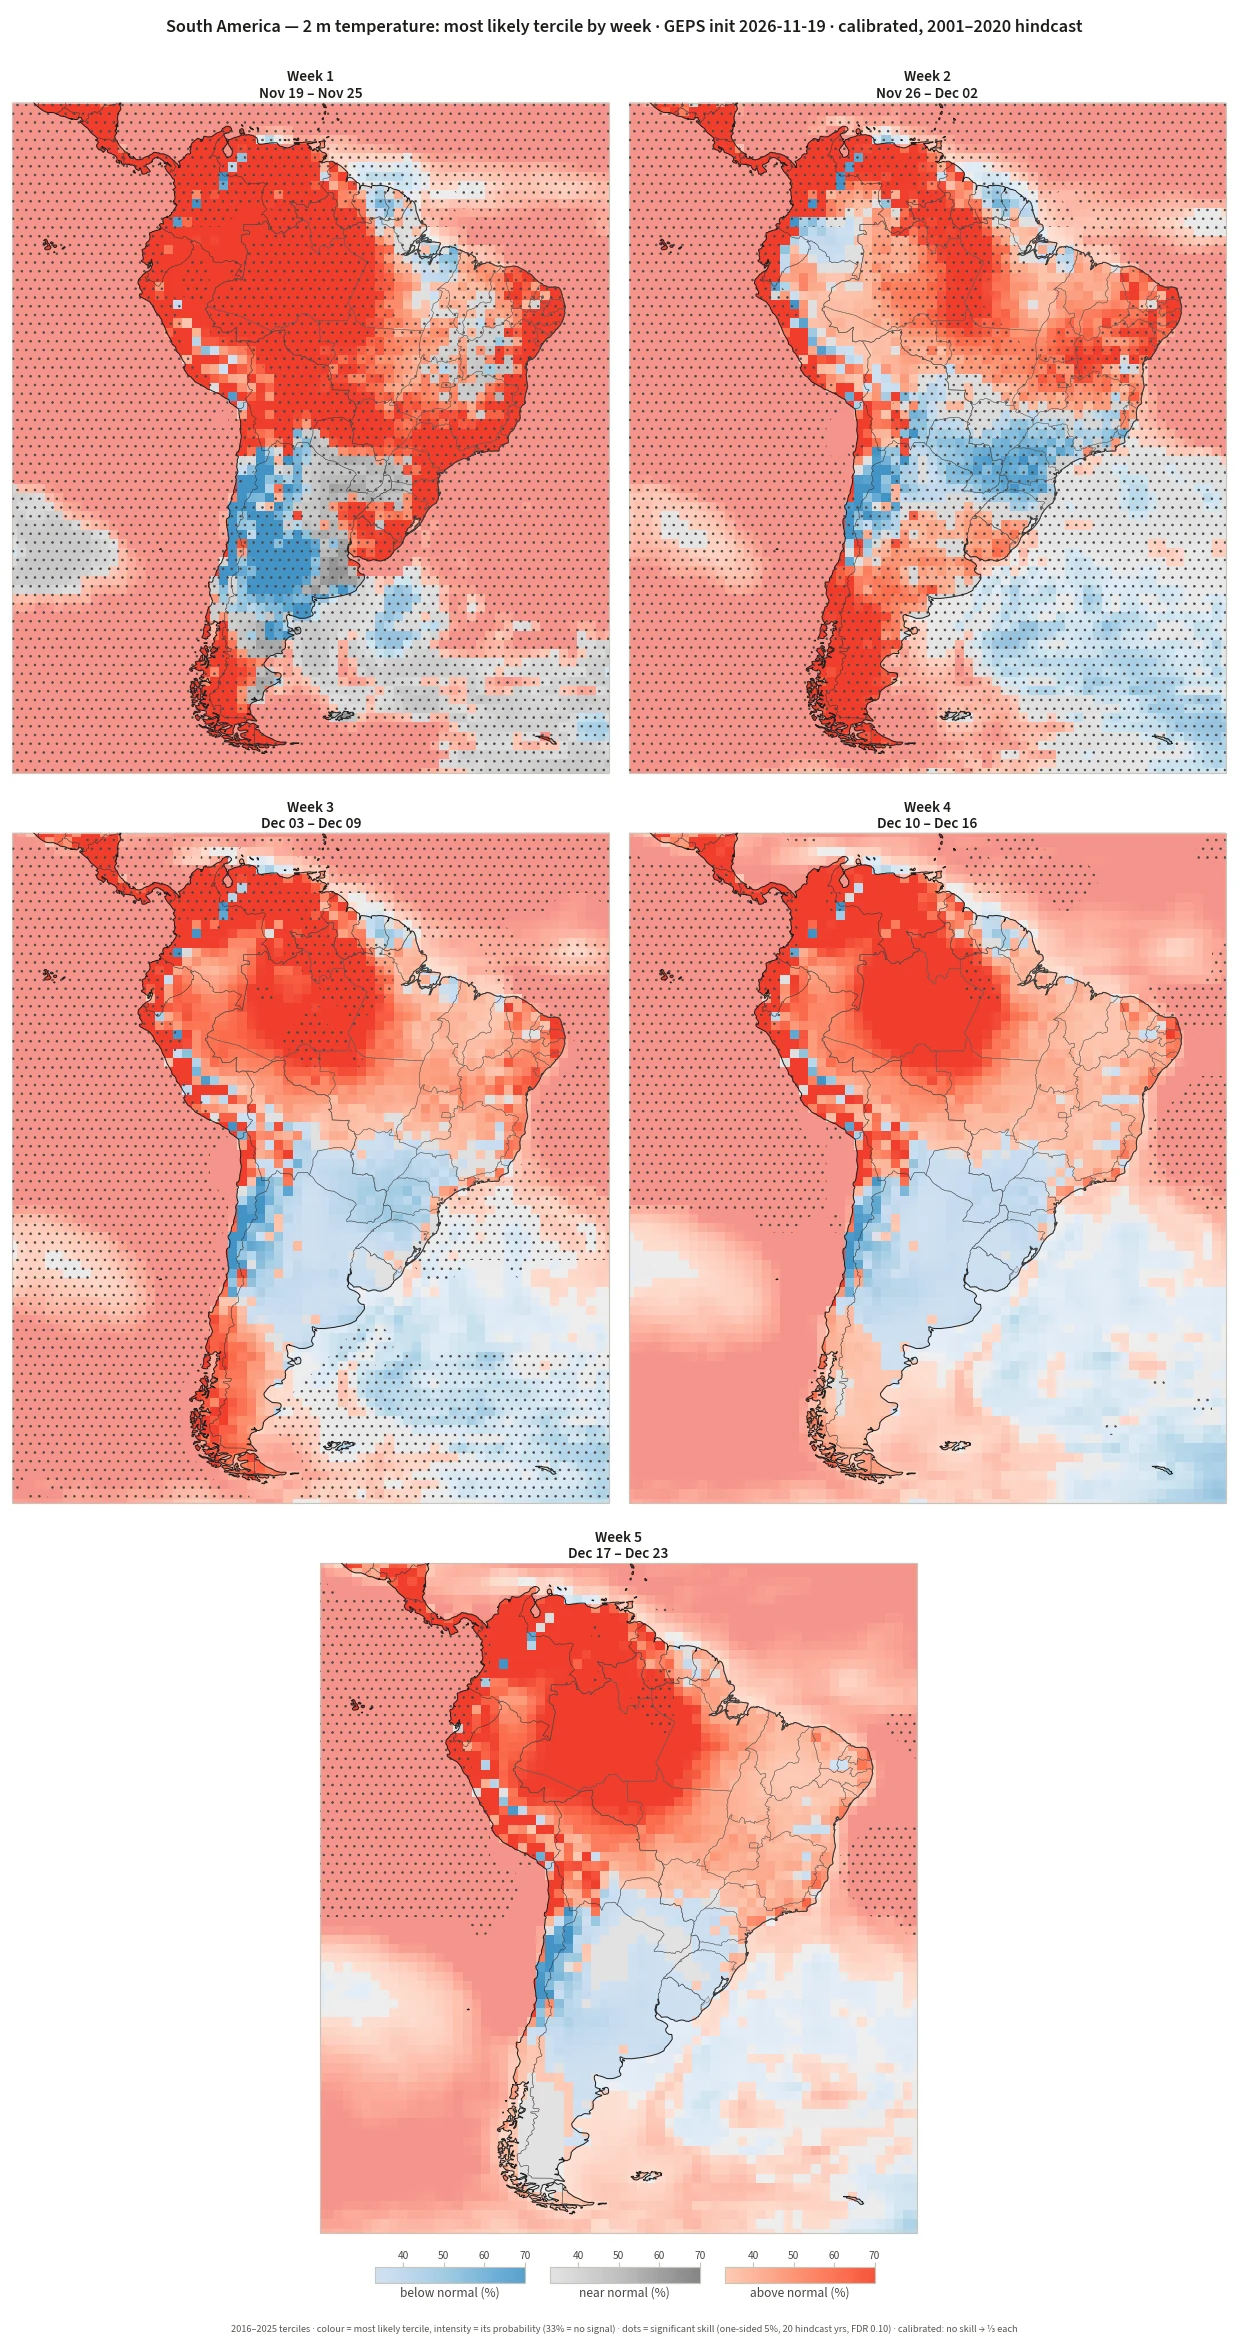 South America — 2 m temperature: most likely tercile by week · GEPS init 2026-11-19 · calibrated, 2001–2020 hindcast
Week 1
Nov 19 – Nov 25
Week 2
Nov 26 – Dec 02
Week 3
Dec 03 – Dec 09
Week 4
Dec 10 – Dec 16
Week 5
Dec 17 – Dec 23
40 50 60 70
below normal (%)
40 50 60 70
near normal (%)
40 50 60 70
above normal (%)
2016–2025 terciles · colour = most likely tercile, intensity = its probability (33% = no signal) · dots = significant skill (one-sided 5%, 20 hindcast yrs, FDR 0.10) · calibrated: no skill → ⅓ each